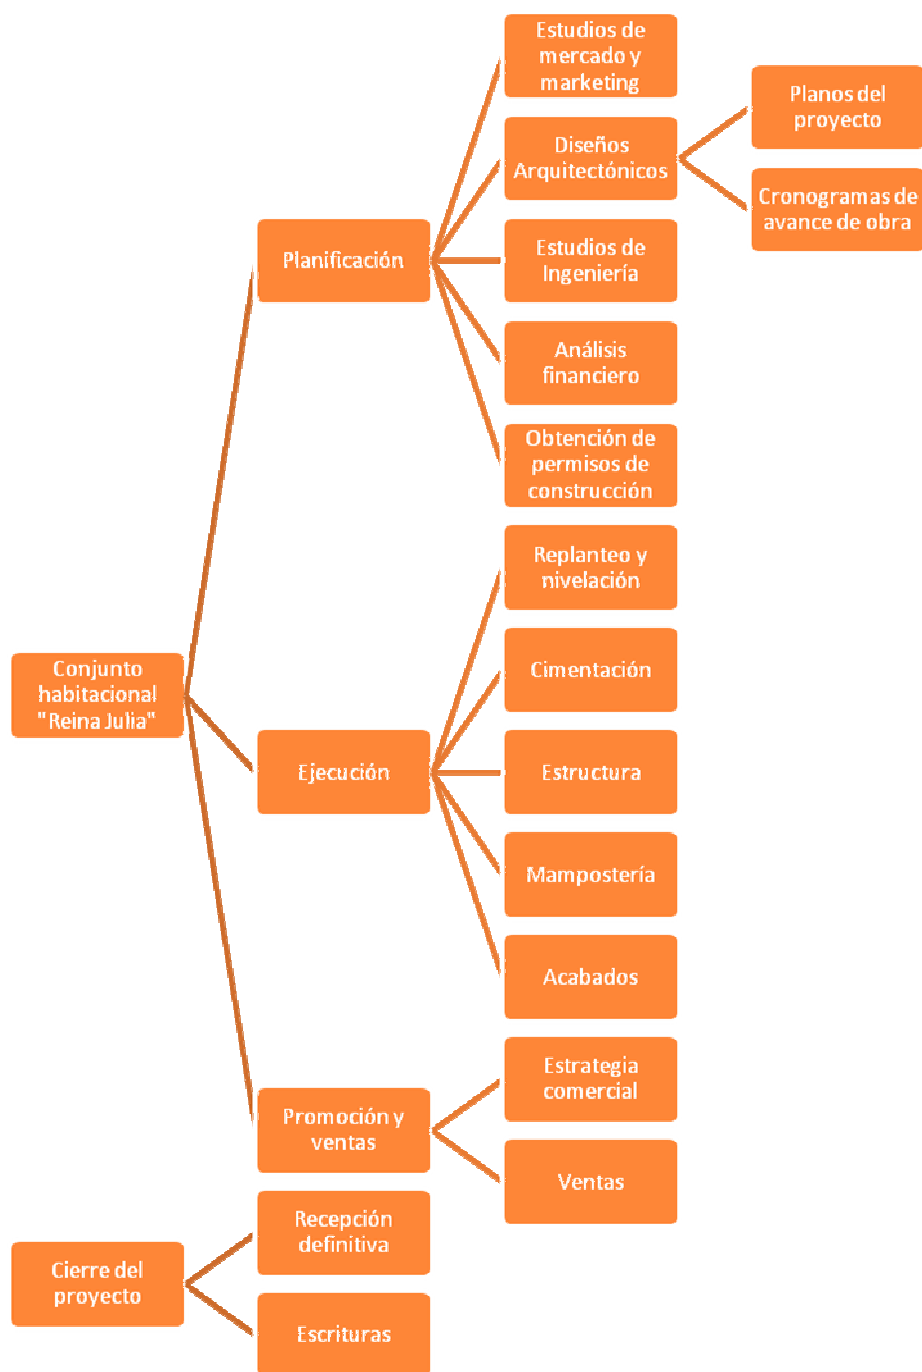 Estudios de
mercado y
marketing
Planos del
proyecto
Diseños
Arquitectónicos
Cronogramas de
avance de obra
Planificación
Estudios de
Ingeniería
Análisis
financiero
Obtención de
permisos de
construcción
Replanteo y
nivelación
Conjunto
habitacional
"Reina Julia"
Cimentación
Ejecución
Estructura
Mampostería
Acabados
Estrategia
comercial
Promoción y
ventas
Ventas
Recepción
definitiva
Cierre del
proyecto
Escrituras